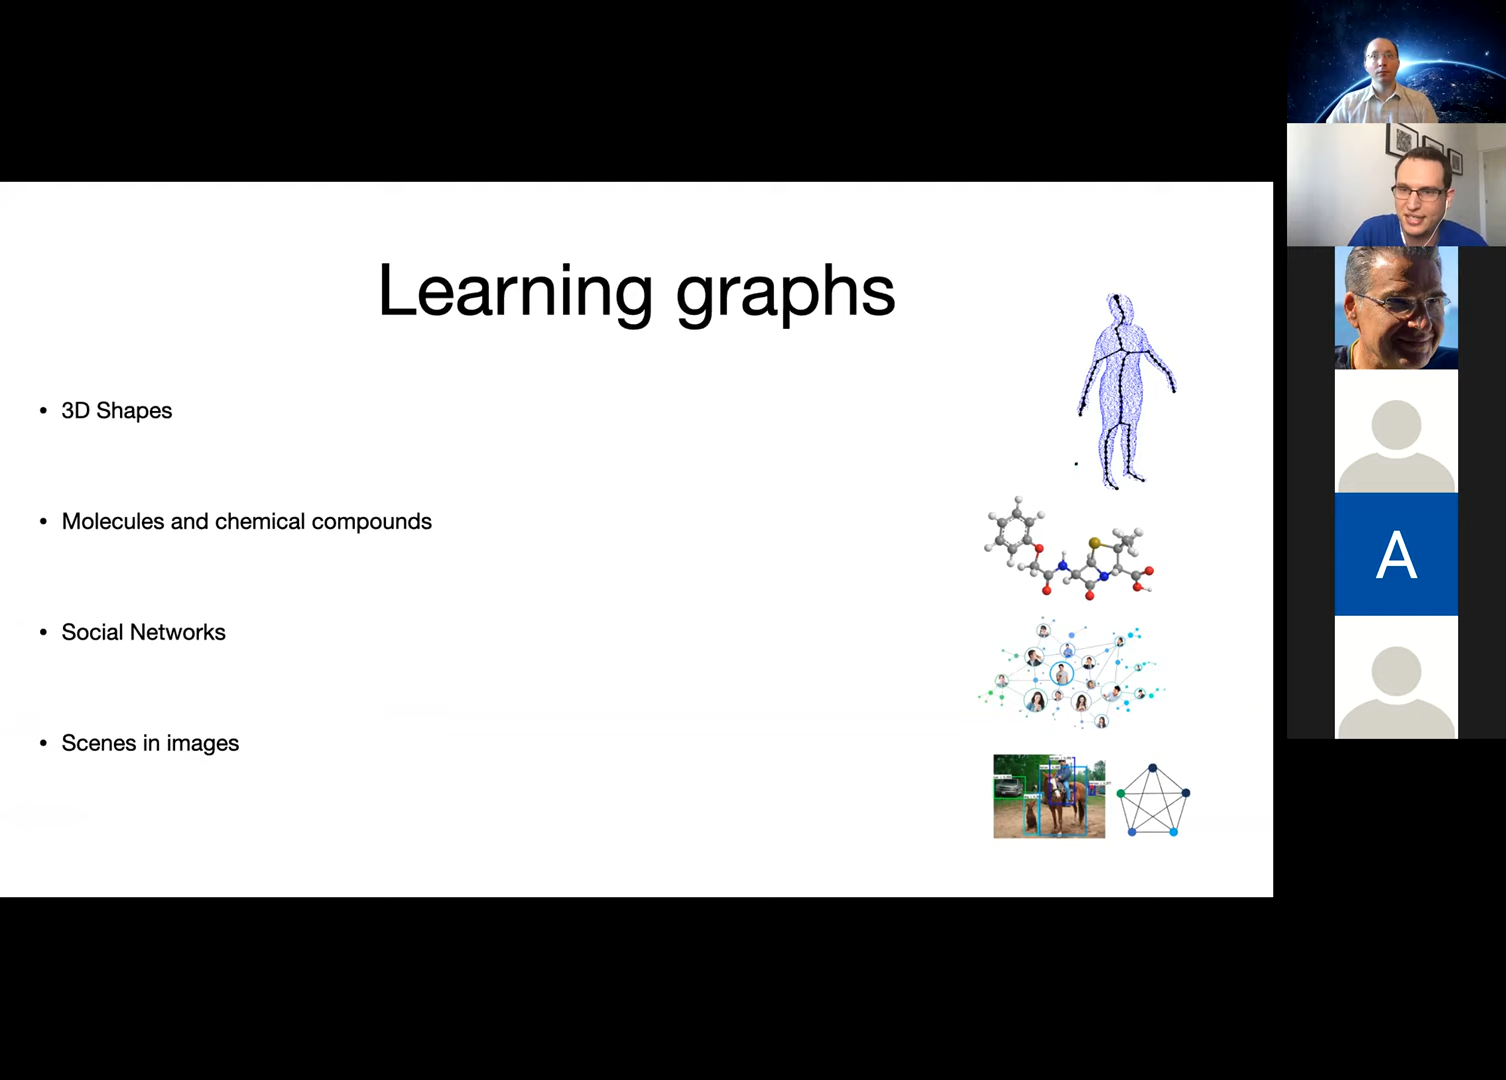 Learning graphs
• 3D Shapes
• Molecules and chemical compounds
• Social Networks
• Scenes in images
A